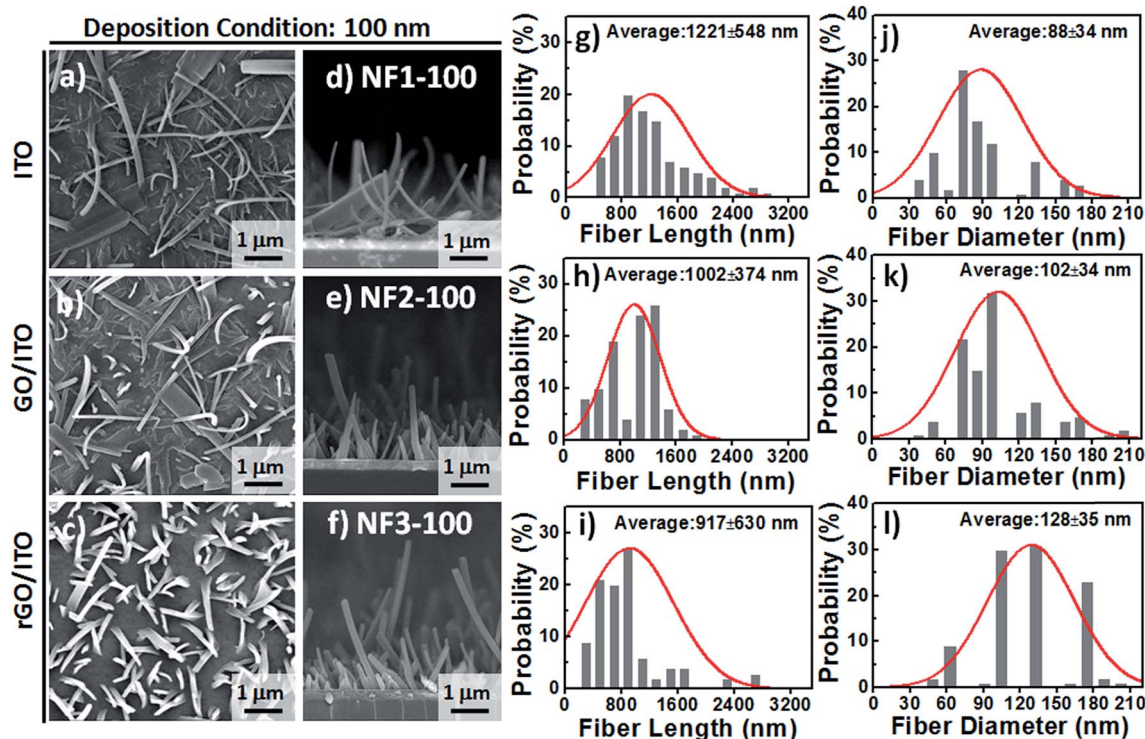 Deposition Condition: 100 nm
ITO
a)
1 μm
d) NF1-100
1 μm
GO/ITO
b)
1 μm
e) NF2-100
1 μm
rGO/ITO
c)
1 μm
f) NF3-100
1 μm
g)
Average:1221±548 nm
Probability (%)
30
20
10
0
0 800 1600 2400 3200
Fiber Length (nm)
j)
Average:88±34 nm
Probability (%)
40
30
20
10
0
0 30 60 90 120 150 180 210
Fiber Diameter (nm)
h)
Average:1002±374 nm
Probability (%)
30
20
10
0
0 800 1600 2400 3200
Fiber Length (nm)
k)
Average:102±34 nm
Probability (%)
40
30
20
10
0
0 30 60 90 120 150 180 210
Fiber Diameter (nm)
i)
Average:917±630 nm
Probability (%)
30
20
10
0
0 800 1600 2400 3200
Fiber Length (nm)
l)
Average:128±35 nm
Probability (%)
40
30
20
10
0
0 30 60 90 120 150 180 210
Fiber Diameter (nm)